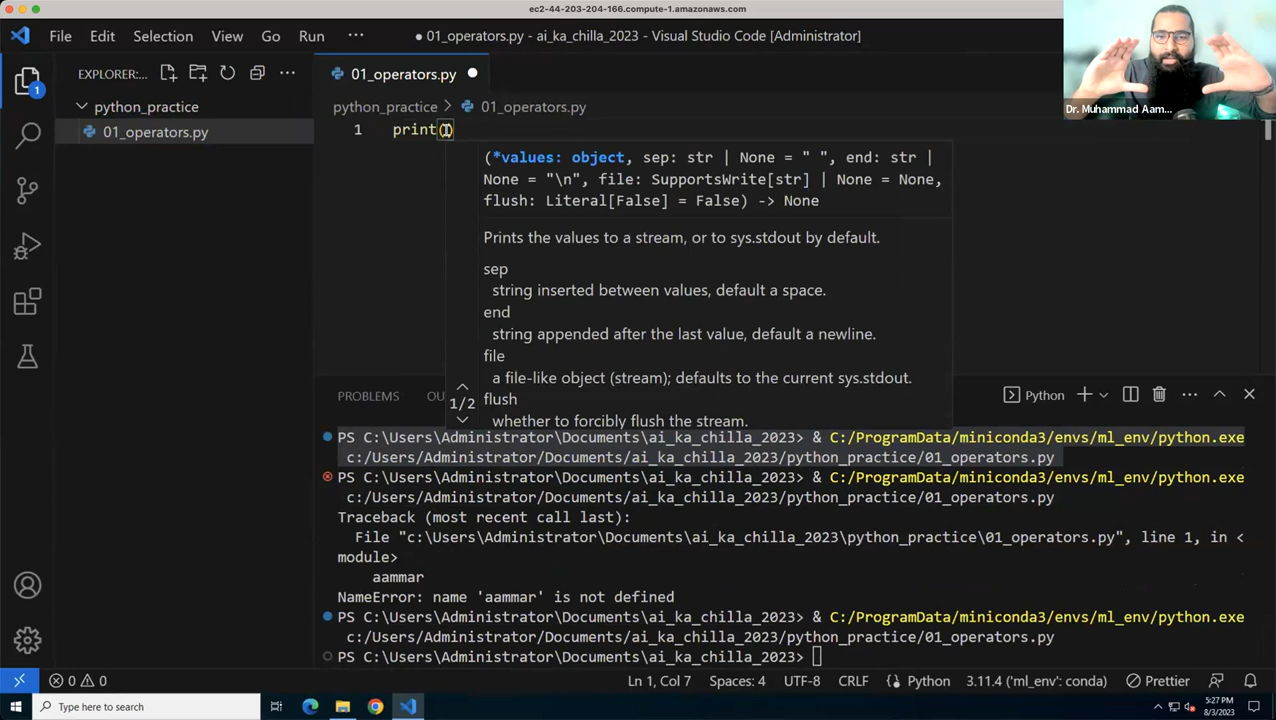 ec2-44-203-204-166.compute-1.amazonaws.com
File Edit Selection View Go Run ··· ● 01_operators.py - ai_ka_chilla_2023 - Visual Studio Code [Administrator]
EXPLORER:... ···
01_operators.py
1
python_practice
python_practice > 01_operators.py
01_operators.py
1 print()
(*values: object, sep: str | None = " ", end: str |
None = "\n", file: SupportsWrite[str] | None = None,
flush: Literal[False] = False) -> None
Prints the values to a stream, or to sys.stdout by default.
sep
string inserted between values, default a space.
end
string appended after the last value, default a newline.
file
a file-like object (stream); defaults to the current sys.stdout.
flush
1/2
whether to forcibly flush the stream.
Dr. Muhammad Aam...
PROBLEMS OU Python ···
PS C:\Users\Administrator\Documents\ai_ka_chilla_2023> & C:/ProgramData/miniconda3/envs/ml_env/python.exe
c:/Users/Administrator/Documents/ai_ka_chilla_2023/python_practice/01_operators.py
PS C:\Users\Administrator\Documents\ai_ka_chilla_2023> & C:/ProgramData/miniconda3/envs/ml_env/python.exe
c:/Users/Administrator/Documents/ai_ka_chilla_2023/python_practice/01_operators.py
Traceback (most recent call last):
File "c:\Users\Administrator\Documents\ai_ka_chilla_2023\python_practice\01_operators.py", line 1, in <
module>
aammar
NameError: name 'aammar' is not defined
PS C:\Users\Administrator\Documents\ai_ka_chilla_2023> & C:/ProgramData/miniconda3/envs/ml_env/python.exe
c:/Users/Administrator/Documents/ai_ka_chilla_2023/python_practice/01_operators.py
PS C:\Users\Administrator\Documents\ai_ka_chilla_2023>
0 0 Ln 1, Col 7 Spaces: 4 UTF-8 CRLF Python 3.11.4 ('ml_env': conda) Prettier
Type here to search
5:27 PM
8/3/2023